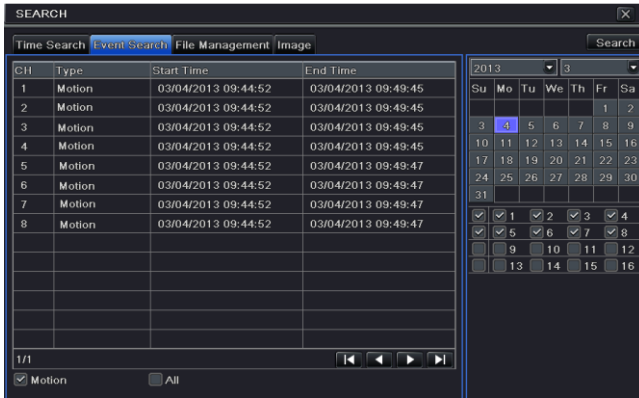 SEARCH
Time Search Event Search File Management Image Search
CH Type Start Time End Time
1 Motion 03/04/2013 09:44:52 03/04/2013 09:49:45
2 Motion 03/04/2013 09:44:52 03/04/2013 09:49:45
3 Motion 03/04/2013 09:44:52 03/04/2013 09:49:45
4 Motion 03/04/2013 09:44:52 03/04/2013 09:49:45
5 Motion 03/04/2013 09:44:52 03/04/2013 09:49:47
6 Motion 03/04/2013 09:44:52 03/04/2013 09:49:47
7 Motion 03/04/2013 09:44:52 03/04/2013 09:49:47
8 Motion 03/04/2013 09:44:52 03/04/2013 09:49:47
1/1
Motion All
2013 3
Su Mo Tu We Th Fr Sa
1 2
3 4 5 6 7 8 9
10 11 12 13 14 15 16
17 18 19 20 21 22 23
24 25 26 27 28 29 30
31
1 2 3 4
5 6 7 8
9 10 11 12
13 14 15 16